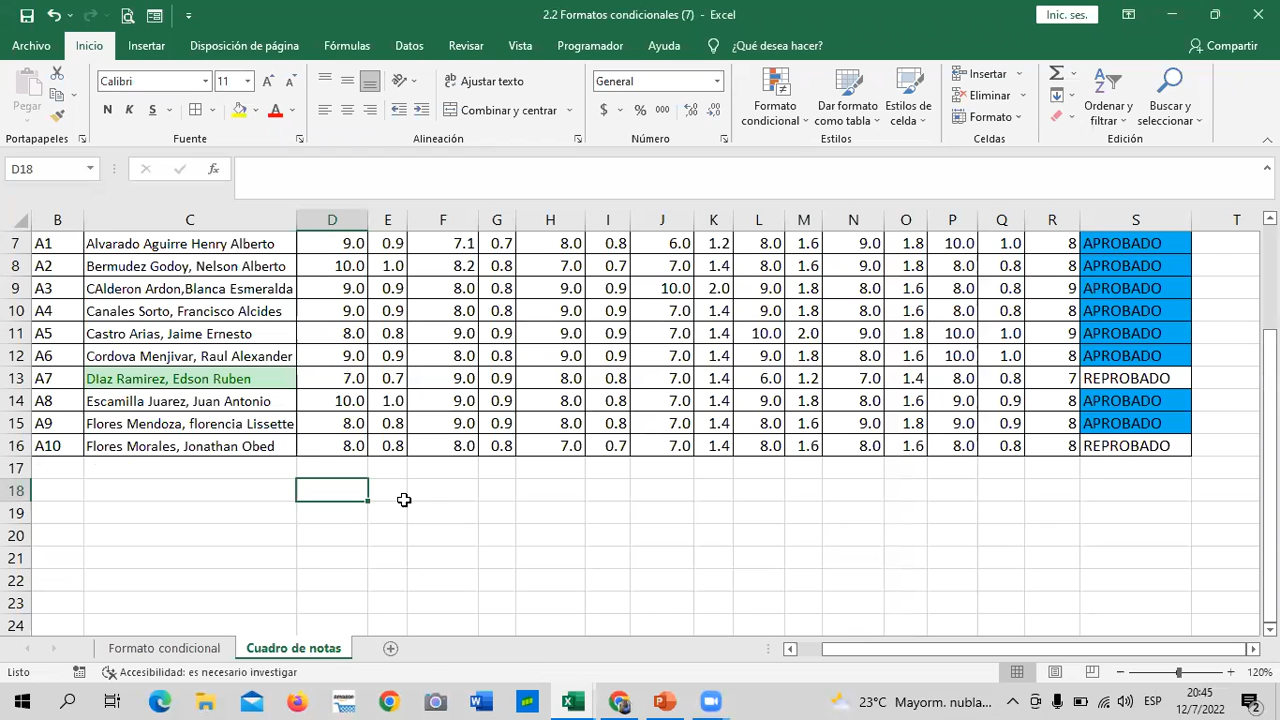 2.2 Formatos condicionales (7) - Excel
Inic. ses.
Archivo Inicio Insertar Disposición de página Fórmulas Datos Revisar Vista Programador Ayuda ¿Qué desea hacer? Compartir
Pegar
Calibri 11
N K S
Ajustar texto
Combinar y centrar
General
$ % 000
Formato condicional
Dar formato como tabla
Estilos de celda
Insertar
Eliminar
Formato
Ordenar y filtrar
Buscar y seleccionar
Portapapeles Fuente Alineación Número Estilos Celdas Edición
D18
B C D E F G H I J K L M N O P Q R S T
7 A1 Alvarado Aguirre Henry Alberto 9.0 0.9 7.1 0.7 8.0 0.8 6.0 1.2 8.0 1.6 9.0 1.8 10.0 1.0 8 APROBADO
8 A2 Bermudez Godoy, Nelson Alberto 10.0 1.0 8.2 0.8 7.0 0.7 7.0 1.4 8.0 1.6 9.0 1.8 8.0 0.8 8 APROBADO
9 A3 CAlderon Ardon,Blanca Esmeralda 9.0 0.9 8.0 0.8 9.0 0.9 10.0 2.0 9.0 1.8 9.0 1.8 8.0 0.8 9 APROBADO
10 A4 Canales Sorto, Francisco Alcides 9.0 0.9 8.0 0.8 9.0 0.9 7.0 1.4 9.0 1.8 8.0 1.6 8.0 0.8 8 APROBADO
11 A5 Castro Arias, Jaime Ernesto 8.0 0.8 9.0 0.9 9.0 0.9 7.0 1.4 10.0 2.0 9.0 1.8 10.0 1.0 9 APROBADO
12 A6 Cordova Menjivar, Raul Alexander 9.0 0.9 8.0 0.8 9.0 0.9 7.0 1.4 9.0 1.8 8.0 1.6 10.0 1.0 8 APROBADO
13 A7 DIaz Ramirez, Edson Ruben 7.0 0.7 9.0 0.9 8.0 0.8 7.0 1.4 6.0 1.2 7.0 1.4 8.0 0.8 7 REPROBADO
14 A8 Escamilla Juarez, Juan Antonio 10.0 1.0 9.0 0.9 8.0 0.8 7.0 1.4 9.0 1.8 8.0 1.6 9.0 0.9 8 APROBADO
15 A9 Flores Mendoza, florencia Lissette 8.0 0.8 9.0 0.9 8.0 0.8 7.0 1.4 8.0 1.6 9.0 1.8 9.0 0.9 8 APROBADO
16 A10 Flores Morales, Jonathan Obed 8.0 0.8 8.0 0.8 7.0 0.7 7.0 1.4 8.0 1.6 8.0 1.6 8.0 0.8 8 REPROBADO
17
18
19
20
21
22
23
24
Formato condicional Cuadro de notas
Listo Accesibilidad: es necesario investigar 120%
23°C Mayorm. nubla... ESP
20:45
12/7/2022
2